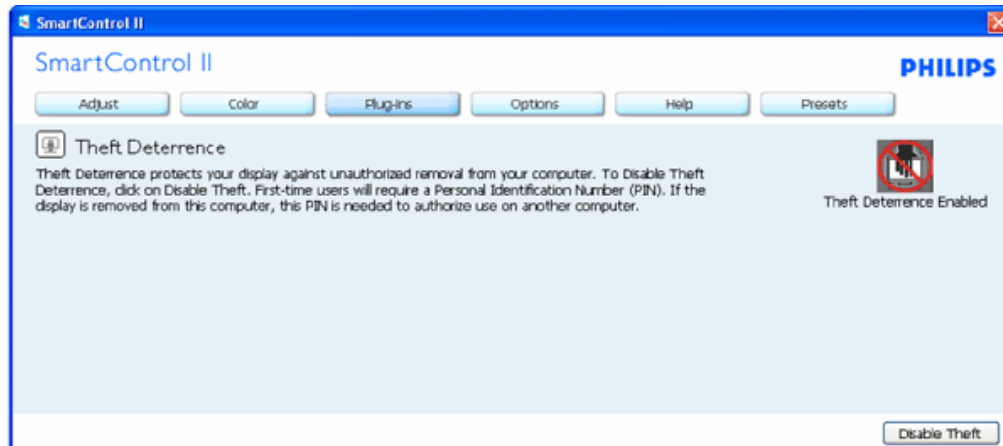 SmartControl II
SmartControl II
PHILIPS
Adjust Color Plug-Ins Options Help Presets
Theft Deterrence
Theft Deterrence protects your display against unauthorized removal from your computer. To Disable Theft
Deterrence, click on Disable Theft. First-time users will require a Personal Identification Number (PIN). If the
display is removed from this computer, this PIN is needed to authorize use on another computer.
Theft Deterrence Enabled
Disable Theft